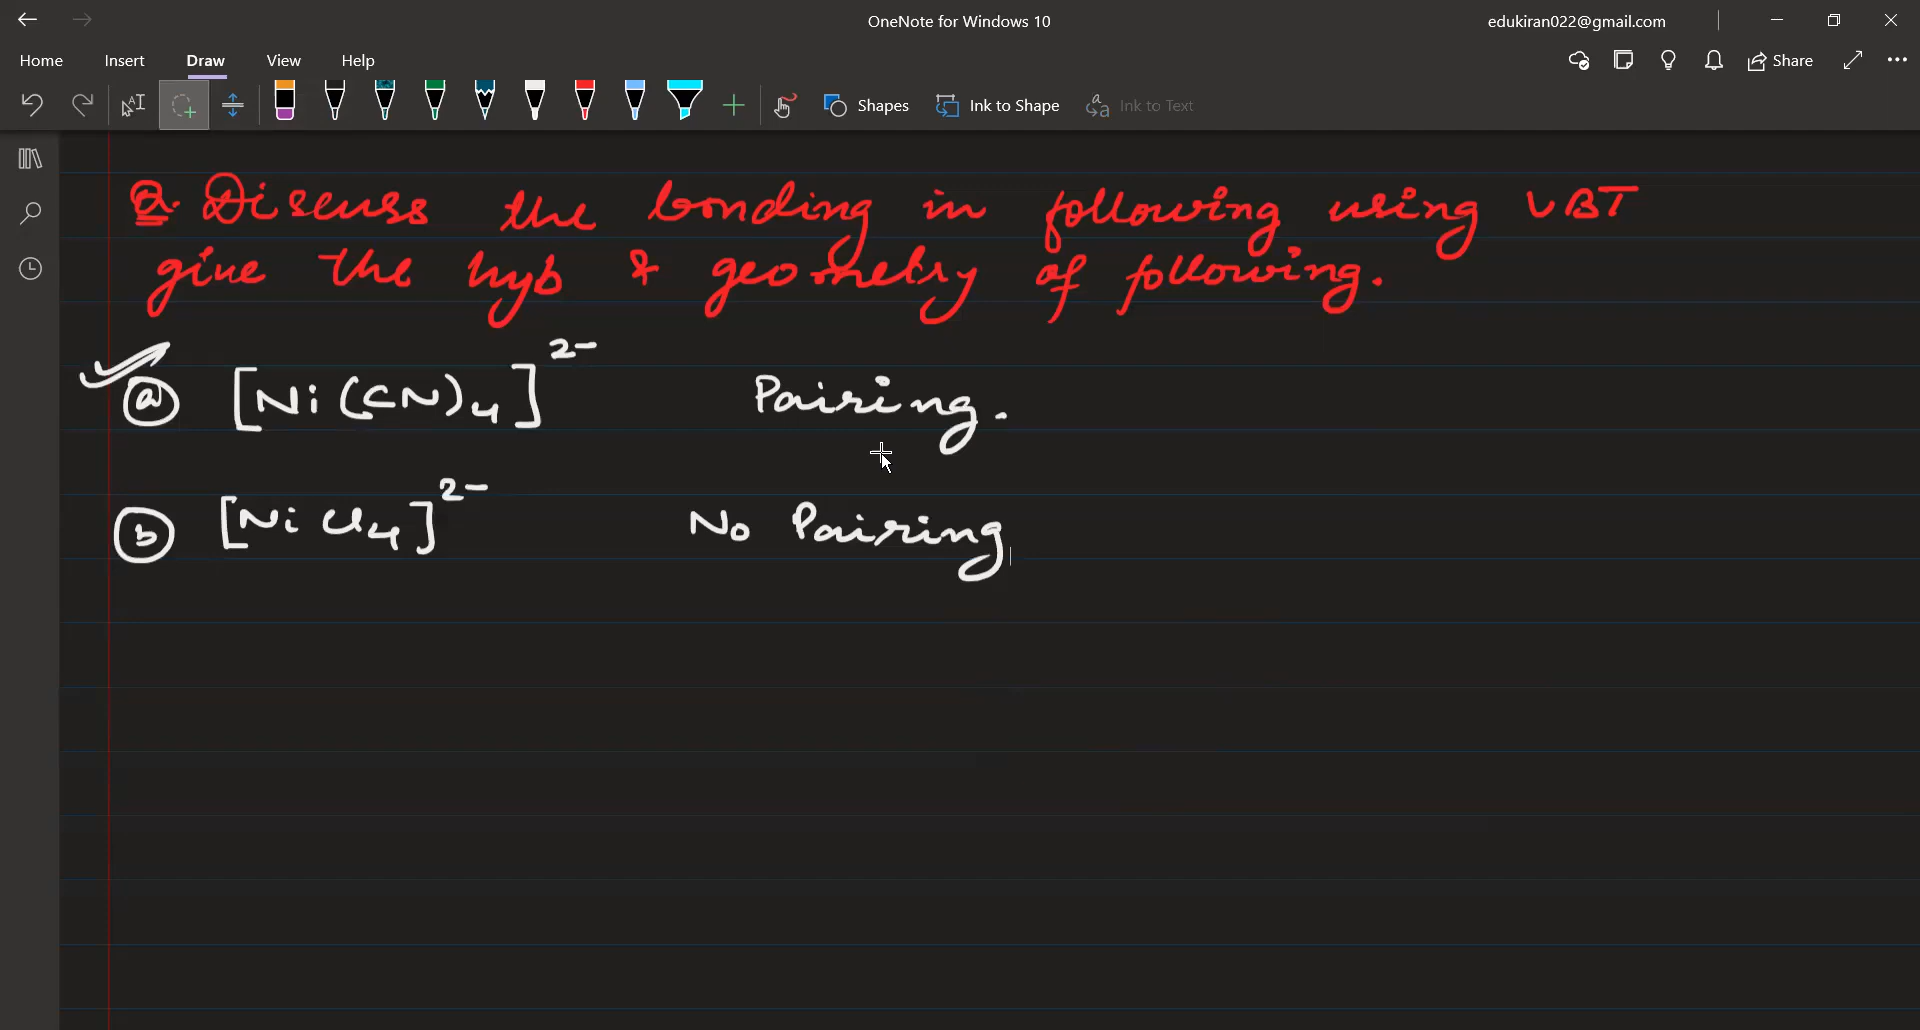 OneNote for Windows 10
edukiran022@gmail.com
Home Insert Draw View Help
Share
Shapes Ink to Shape Ink to Text
Q. Discuss the bonding in following using VBT
give the hyb & geometry of following.
(a) [Ni(CN)₄]²⁻ Pairing.
(b) [NiCl₄]²⁻ No Pairing